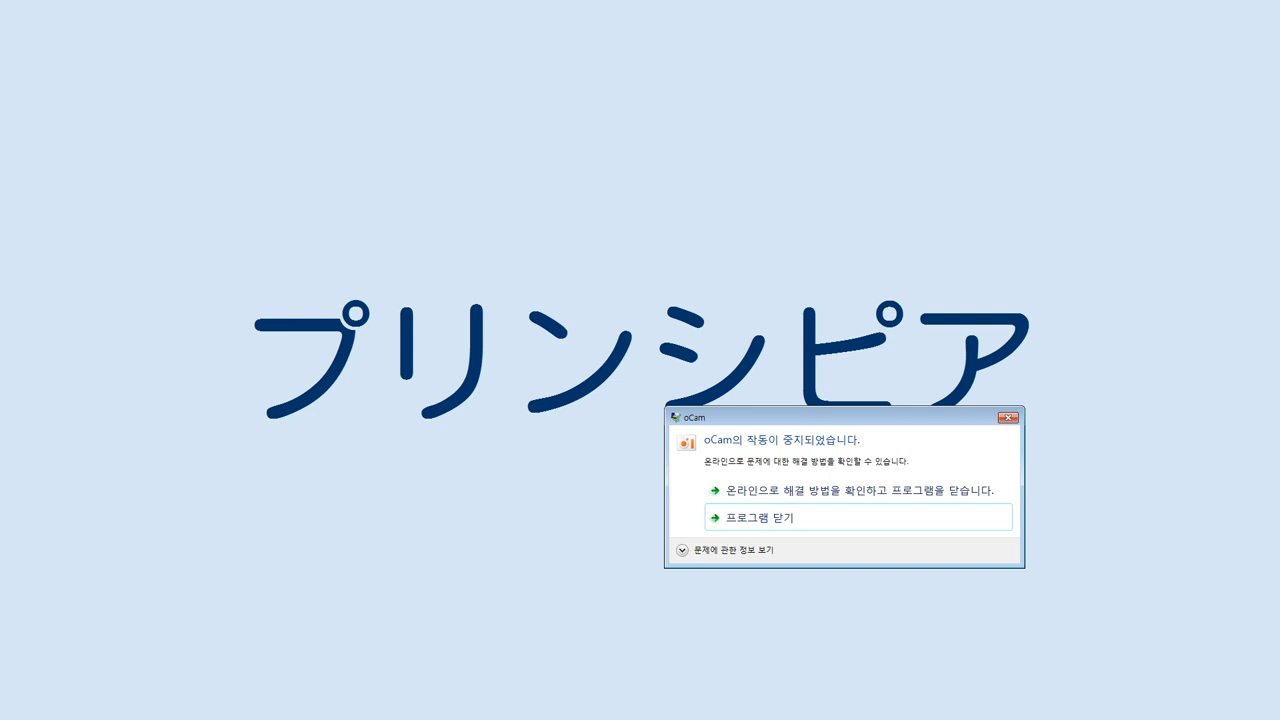 プリンシピア
oCam
oCam의 작동이 중지되었습니다.
온라인으로 문제에 대한 해결 방법을 확인할 수 있습니다.
온라인으로 해결 방법을 확인하고 프로그램을 닫습니다.
프로그램 닫기
문제에 관한 정보 보기